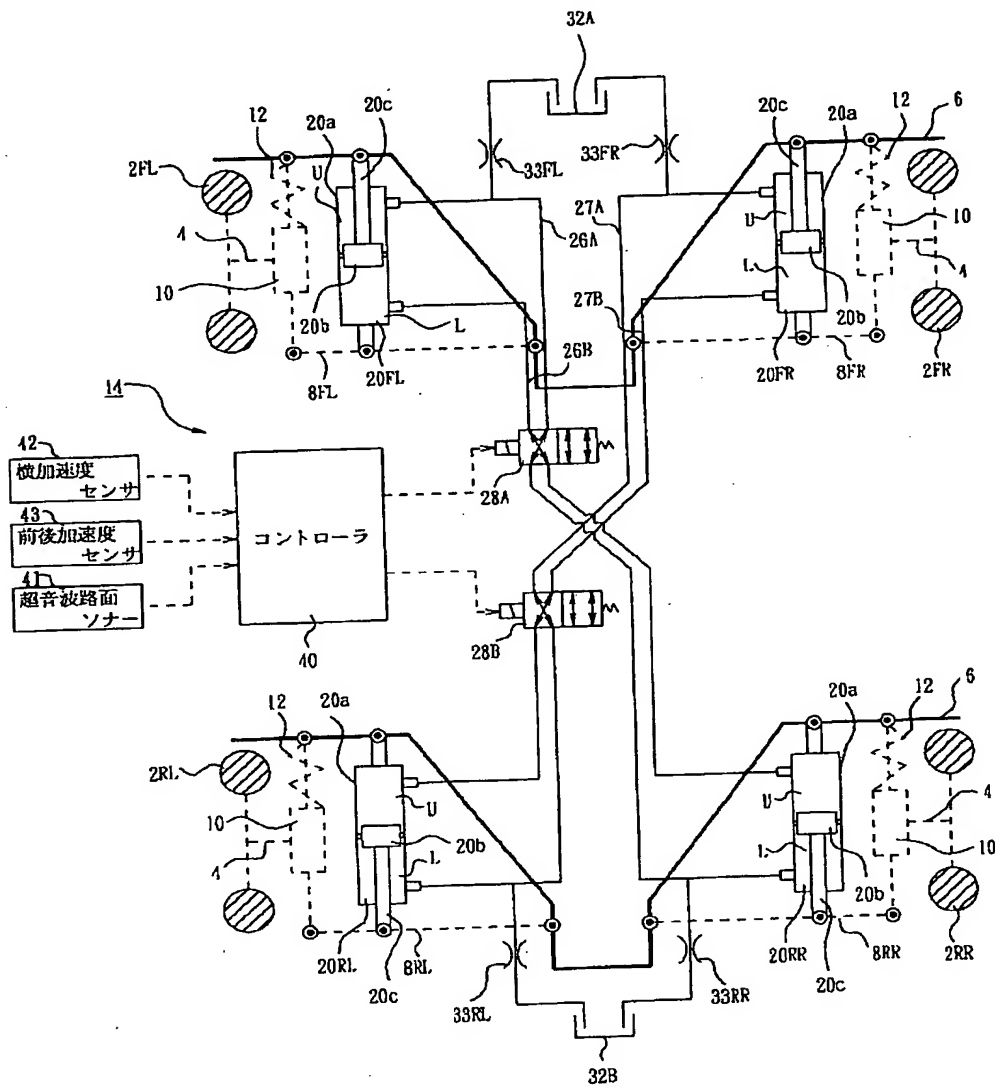 32A
12
20a
20c
20c
20a
12
6
2FL
U
33FL
33FR
26A
27A
U
10
4
4
10
20b
L
L
20b
27B
8FL
20FL
26B
20FR
8FR
2FR
14
42
横加速度
センサ
43
前後加速度
センサ
41
超音波路面
ソナー
コントローラ
40
28A
28B
12
20a
20a
12
6
2RL
U
U
10
20b
4
4
L
L
20b
10
20RL
8RL
20c
20RR
20c
8RR
2RR
33RL
33RR
32B